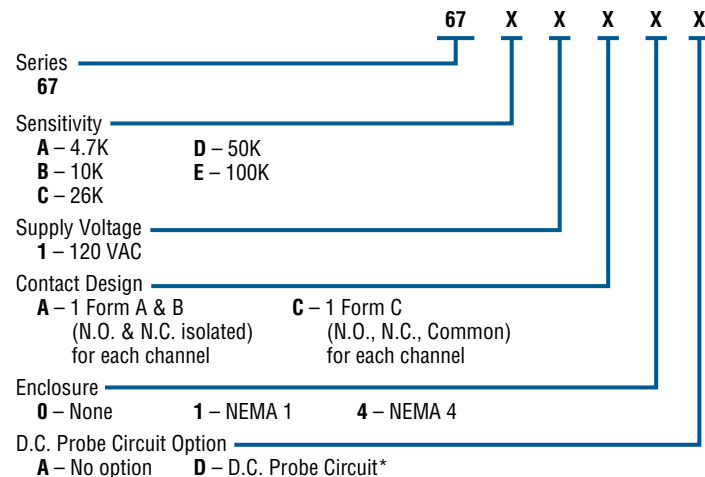 67 X X X X X
Series
67
Sensitivity
A – 4.7K D – 50K
B – 10K E – 100K
C – 26K
Supply Voltage
1 – 120 VAC
Contact Design
A – 1 Form A & B C – 1 Form C
(N.O. & N.C. isolated) (N.O., N.C., Common)
for each channel for each channel
Enclosure
0 – None 1 – NEMA 1 4 – NEMA 4
D.C. Probe Circuit Option
A – No option D – D.C. Probe Circuit*